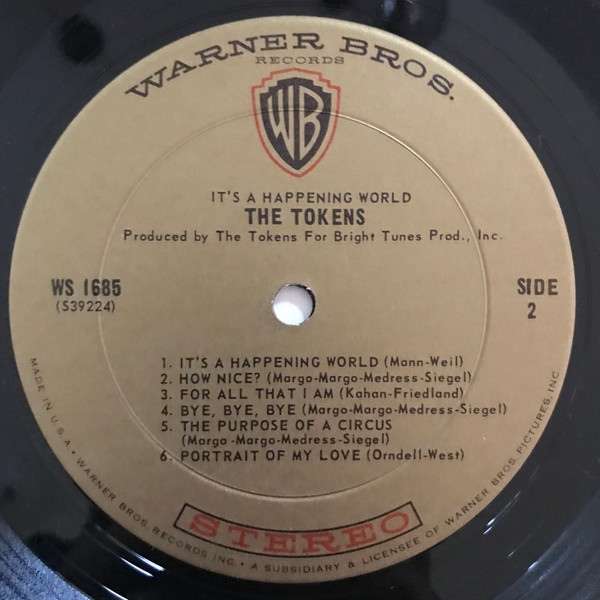 WARNER BROS.
RECORDS
WB
IT'S A HAPPENING WORLD
THE TOKENS
Produced by The Tokens For Bright Tunes Prod., Inc.
WS 1685
(S39224)
SIDE
2
1. IT'S A HAPPENING WORLD (Mann-Weil)
2. HOW NICE? (Margo-Margo-Medress-Siegel)
3. FOR ALL THAT I AM (Kahan-Friedland)
4. BYE, BYE, BYE (Margo-Margo-Medress-Siegel)
5. THE PURPOSE OF A CIRCUS
(Margo-Margo-Medress-Siegel)
6. PORTRAIT OF MY LOVE (Orndell-West)
STEREO
MADE IN U.S.A. • WARNER BROS. RECORDS INC. • A SUBSIDIARY & LICENSEE OF WARNER BROS. PICTURES, INC.